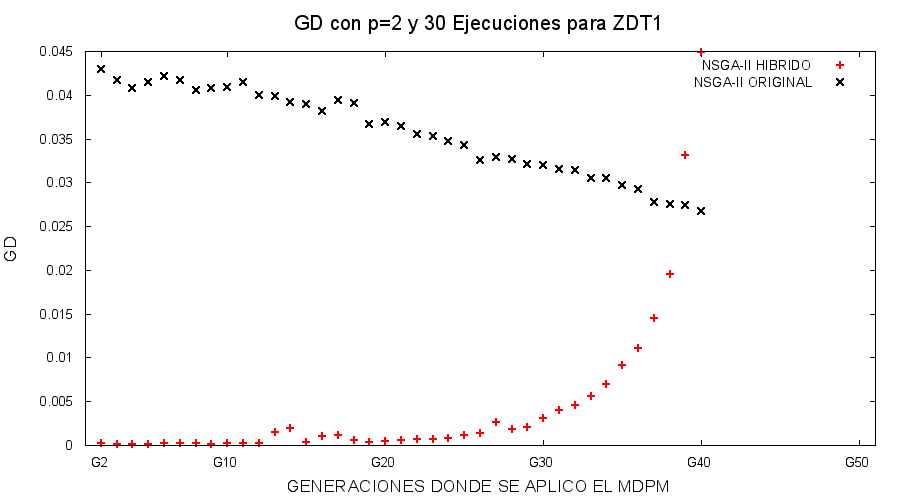 GD con p=2 y 30 Ejecuciones para ZDT1
NSGA-II HIBRIDO
NSGA-II ORIGINAL
0.045
0.04
0.035
0.03
0.025
0.02
0.015
0.01
0.005
0
GD
G2 G10 G20 G30 G40 G50
GENERACIONES DONDE SE APLICO EL MDPM